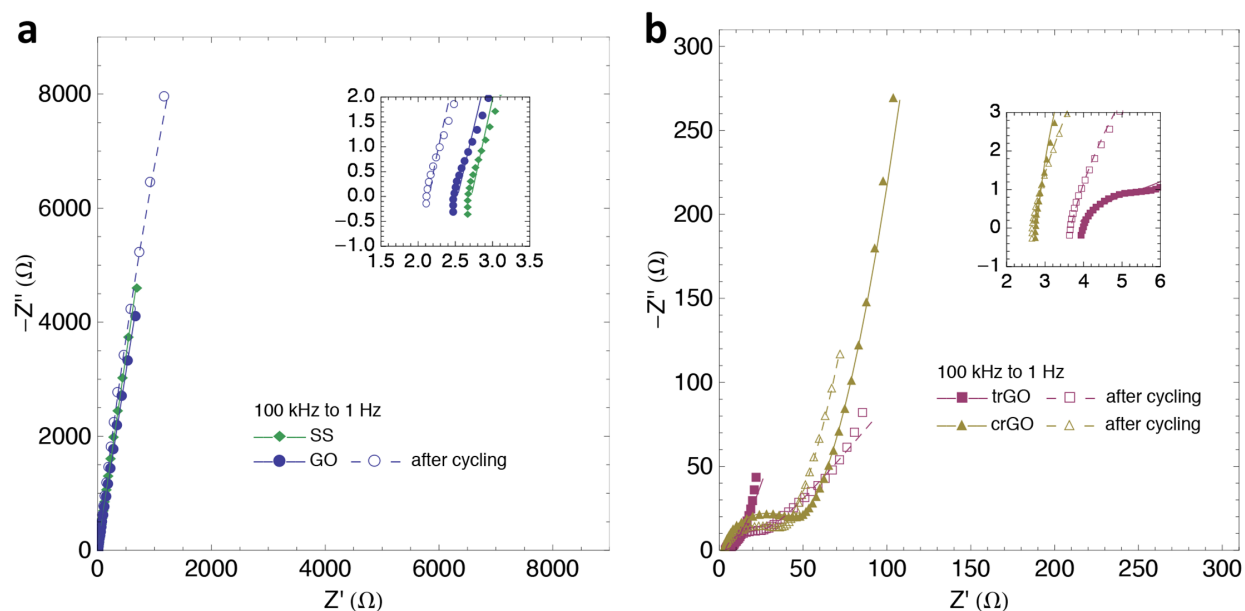 a
8000
6000
4000
2000
0
−Z'' (Ω)
2.0
1.5
1.0
0.5
0.0
−0.5
−1.0
1.5 2.0 2.5 3.0 3.5
100 kHz to 1 Hz
SS
GO after cycling
0 2000 4000 6000 8000
Z' (Ω)
b
300
250
200
150
100
50
0
−Z'' (Ω)
3
2
1
0
−1
2 3 4 5 6
100 kHz to 1 Hz
trGO after cycling
crGO after cycling
0 50 100 150 200 250 300
Z' (Ω)